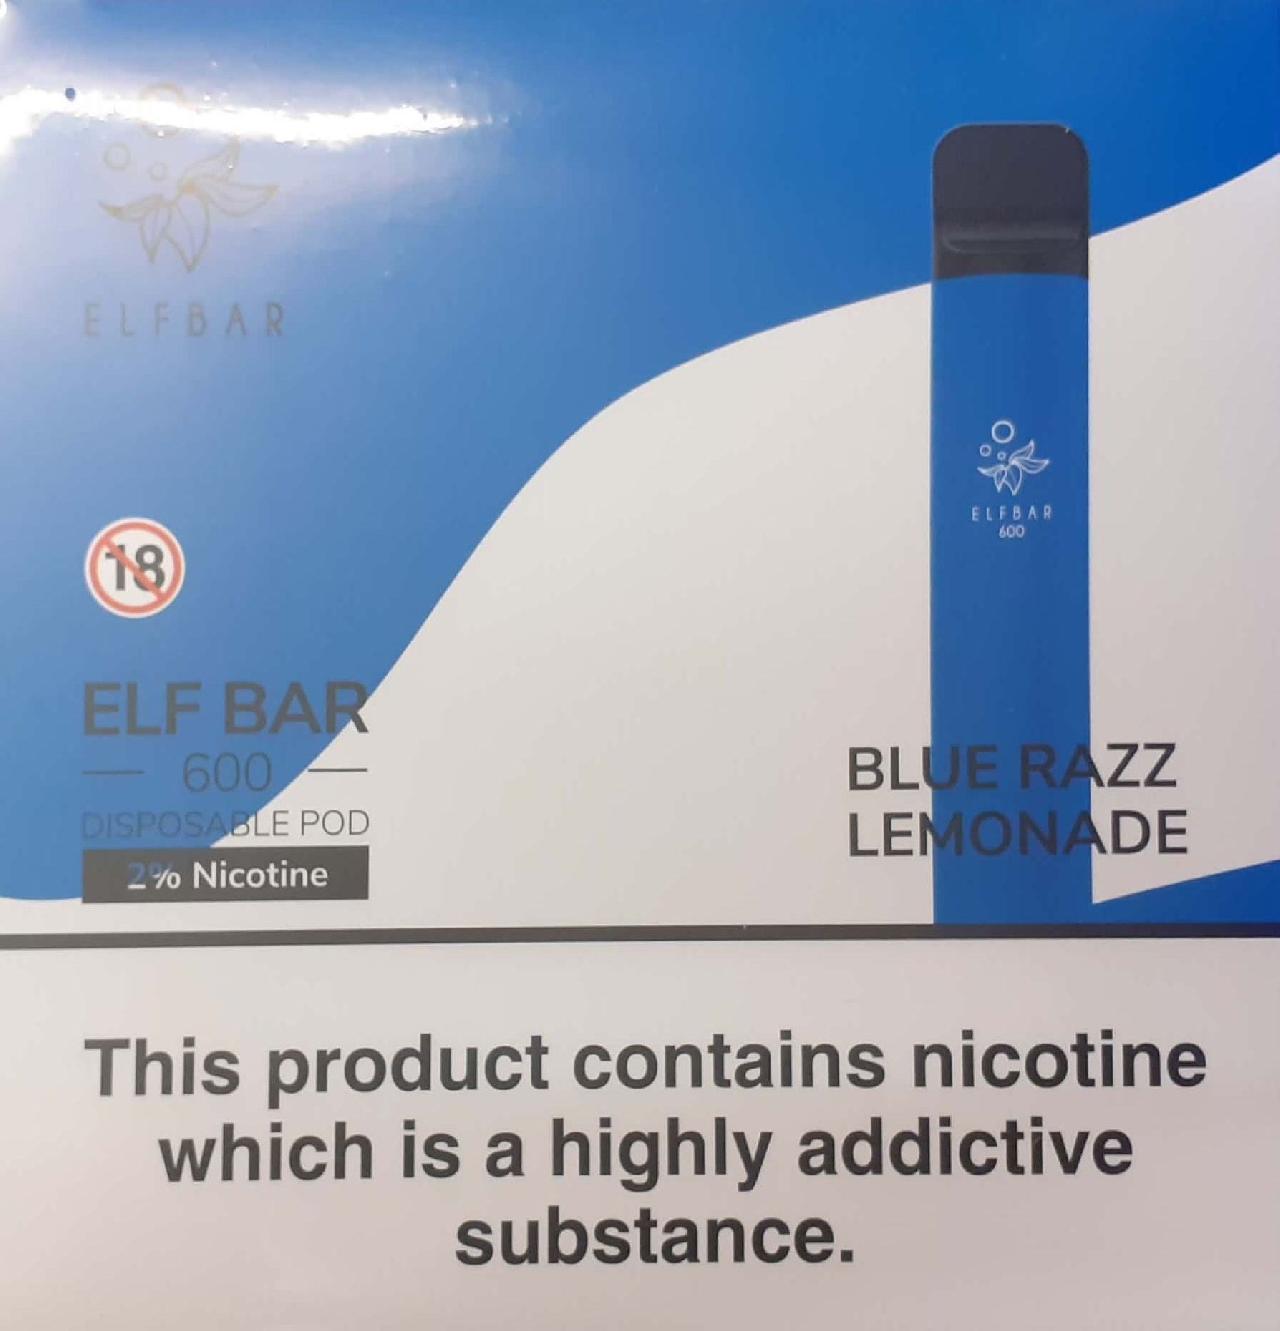 ELFBAR
ELFBAR
600
18
ELF BAR
600
DISPOSABLE POD
2% Nicotine
BLUE RAZZ
LEMONADE
This product contains nicotine
which is a highly addictive
substance.